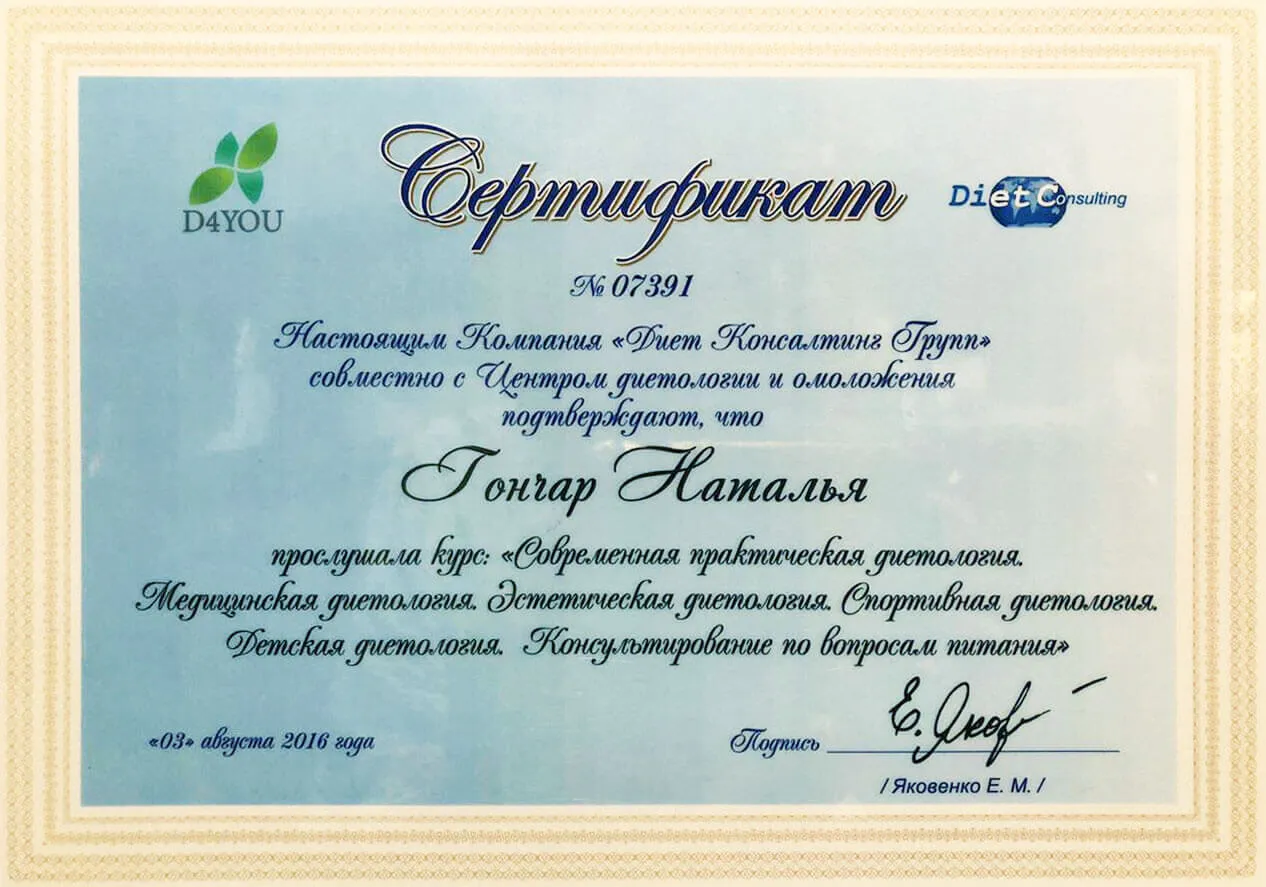 D4YOU
Сертификат
Diet Consulting
№ 07391
Настоящим Компания «Диет Консалтинг Групп»
совместно с Центром диетологии и омоложения
подтверждают, что
Гончар Наталья
прослушала курс: «Современная практическая диетология.
Медицинская диетология. Эстетическая диетология. Спортивная диетология.
Детская диетология. Консультирование по вопросам питания»
«03» августа 2016 года
Подпись
Е. Яков
/ Яковенко Е. М. /